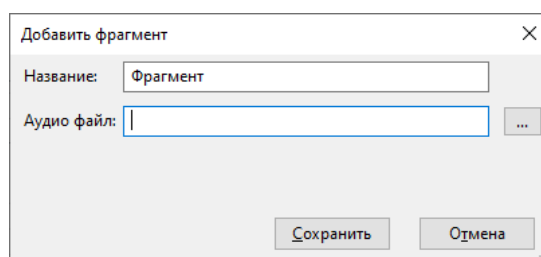 Добавить фрагмент
Название: Фрагмент
Аудио файл: ...
Сохранить Отмена